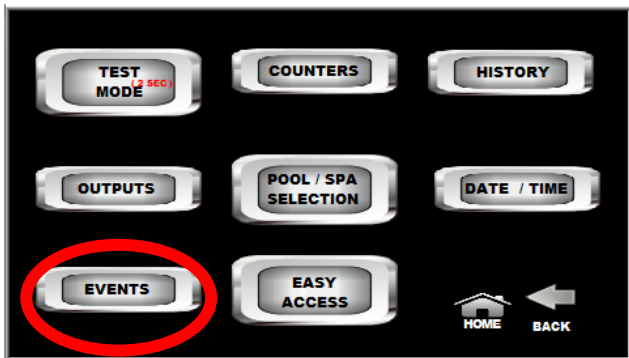 TEST
MODE
( 2 SEC )
COUNTERS
HISTORY
OUTPUTS
POOL / SPA
SELECTION
DATE / TIME
EVENTS
EASY
ACCESS
HOME
BACK